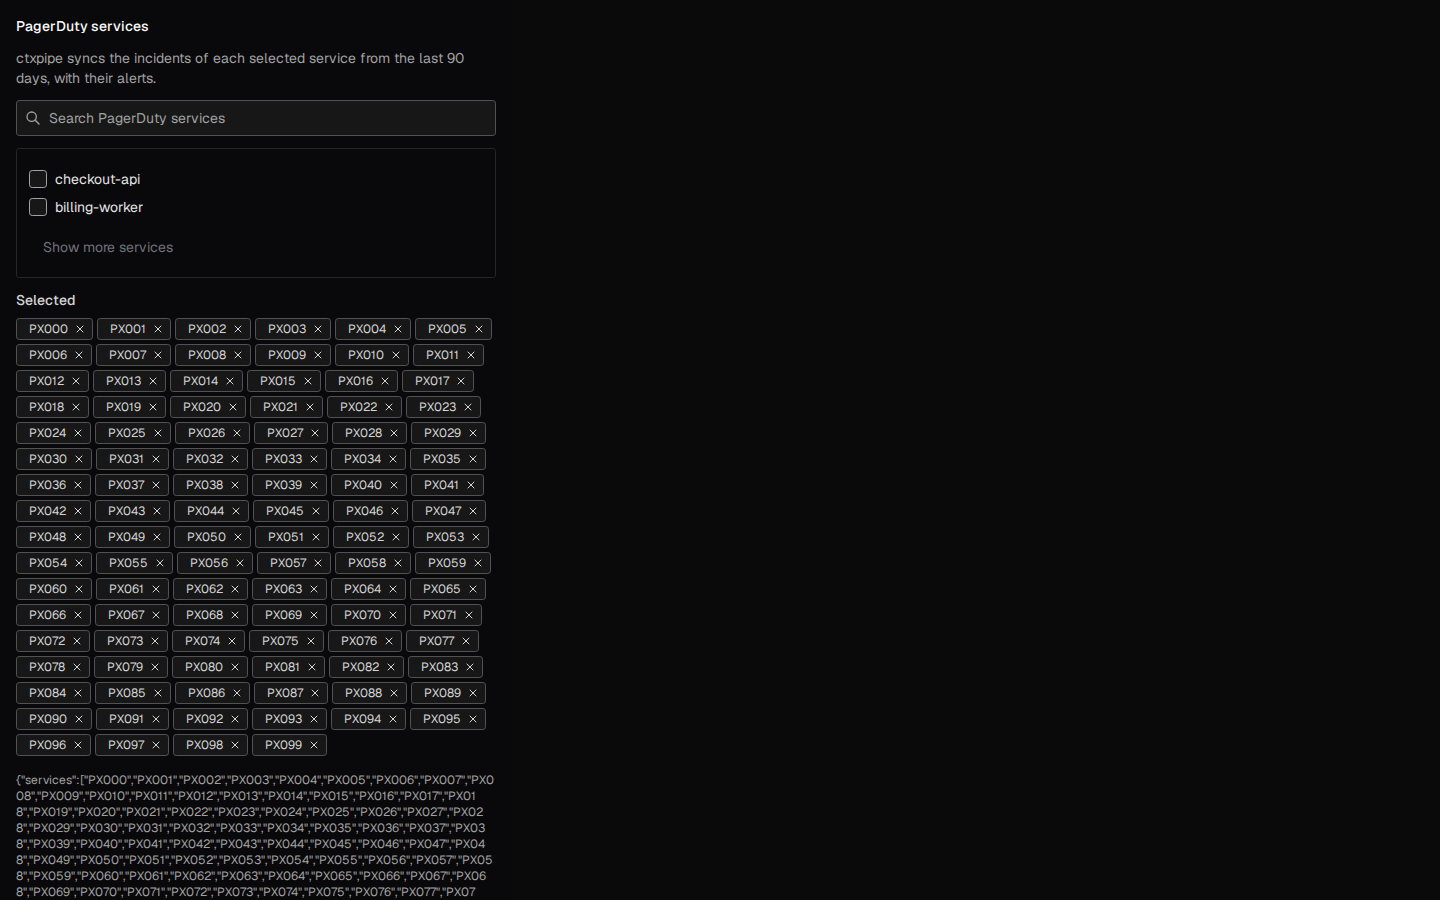 PagerDuty services
ctxpipe syncs the incidents of each selected service from the last 90
days, with their alerts.
Search PagerDuty services
checkout-api
billing-worker
Show more services
Selected
PX000 PX001 PX002 PX003 PX004 PX005
PX006 PX007 PX008 PX009 PX010 PX011
PX012 PX013 PX014 PX015 PX016 PX017
PX018 PX019 PX020 PX021 PX022 PX023
PX024 PX025 PX026 PX027 PX028 PX029
PX030 PX031 PX032 PX033 PX034 PX035
PX036 PX037 PX038 PX039 PX040 PX041
PX042 PX043 PX044 PX045 PX046 PX047
PX048 PX049 PX050 PX051 PX052 PX053
PX054 PX055 PX056 PX057 PX058 PX059
PX060 PX061 PX062 PX063 PX064 PX065
PX066 PX067 PX068 PX069 PX070 PX071
PX072 PX073 PX074 PX075 PX076 PX077
PX078 PX079 PX080 PX081 PX082 PX083
PX084 PX085 PX086 PX087 PX088 PX089
PX090 PX091 PX092 PX093 PX094 PX095
PX096 PX097 PX098 PX099
{"services":["PX000","PX001","PX002","PX003","PX004","PX005","PX006","PX007","PX0
08","PX009","PX010","PX011","PX012","PX013","PX014","PX015","PX016","PX017","PX01
8","PX019","PX020","PX021","PX022","PX023","PX024","PX025","PX026","PX027","PX02
8","PX029","PX030","PX031","PX032","PX033","PX034","PX035","PX036","PX037","PX03
8","PX039","PX040","PX041","PX042","PX043","PX044","PX045","PX046","PX047","PX04
8","PX049","PX050","PX051","PX052","PX053","PX054","PX055","PX056","PX057","PX05
8","PX059","PX060","PX061","PX062","PX063","PX064","PX065","PX066","PX067","PX06
8","PX069","PX070","PX071","PX072","PX073","PX074","PX075","PX076","PX077","PX07